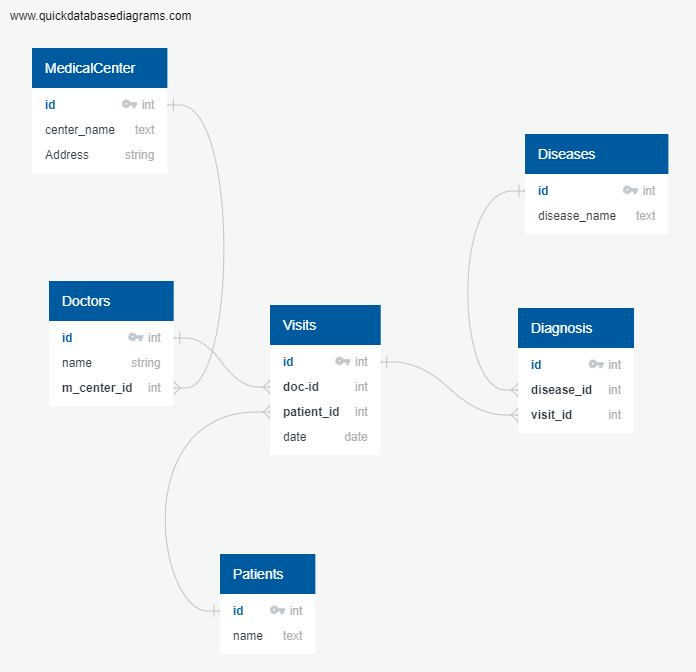 www.quickdatabasediagrams.com
MedicalCenter
id int
center_name text
Address string
Diseases
id int
disease_name text
Doctors
id int
name string
m_center_id int
Visits
id int
doc-id int
patient_id int
date date
Diagnosis
id int
disease_id int
visit_id int
Patients
id int
name text